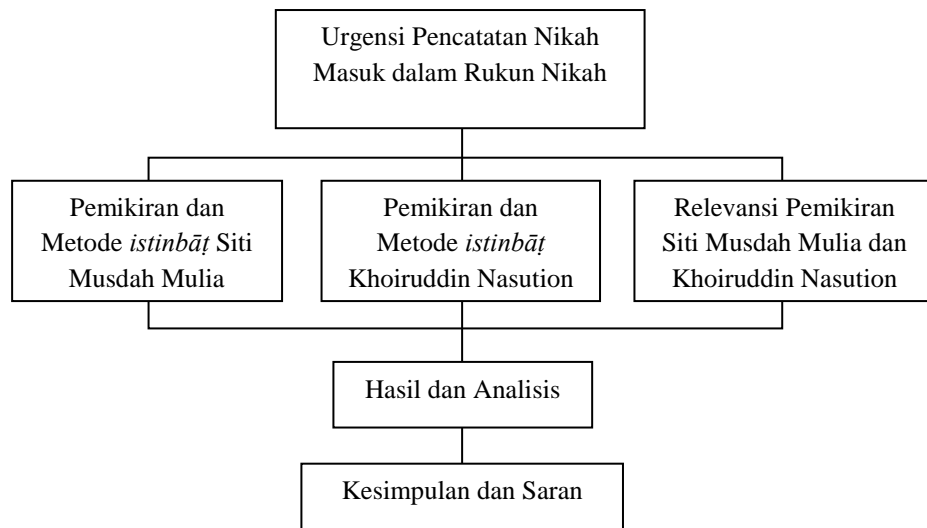 Urgensi Pencatatan Nikah
Masuk dalam Rukun Nikah
Pemikiran dan
Metode istinbāṭ Siti
Musdah Mulia
Pemikiran dan
Metode istinbāṭ
Khoiruddin Nasution
Relevansi Pemikiran
Siti Musdah Mulia dan
Khoiruddin Nasution
Hasil dan Analisis
Kesimpulan dan Saran